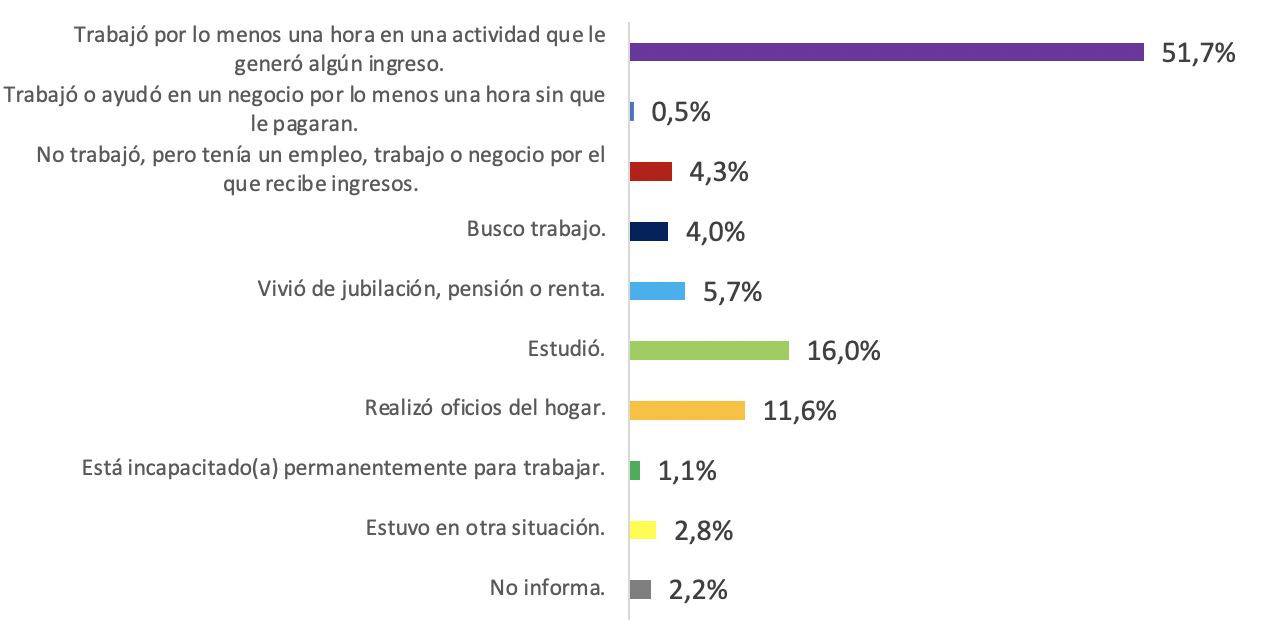 Trabajó por lo menos una hora en una actividad que le
generó algún ingreso.
51,7%
Trabajó o ayudó en un negocio por lo menos una hora sin que
le pagaran.
0,5%
No trabajó, pero tenía un empleo, trabajo o negocio por el
que recibe ingresos.
4,3%
Busco trabajo.
4,0%
Vivió de jubilación, pensión o renta.
5,7%
Estudió.
16,0%
Realizó oficios del hogar.
11,6%
Está incapacitado(a) permanentemente para trabajar.
1,1%
Estuvo en otra situación.
2,8%
No informa.
2,2%